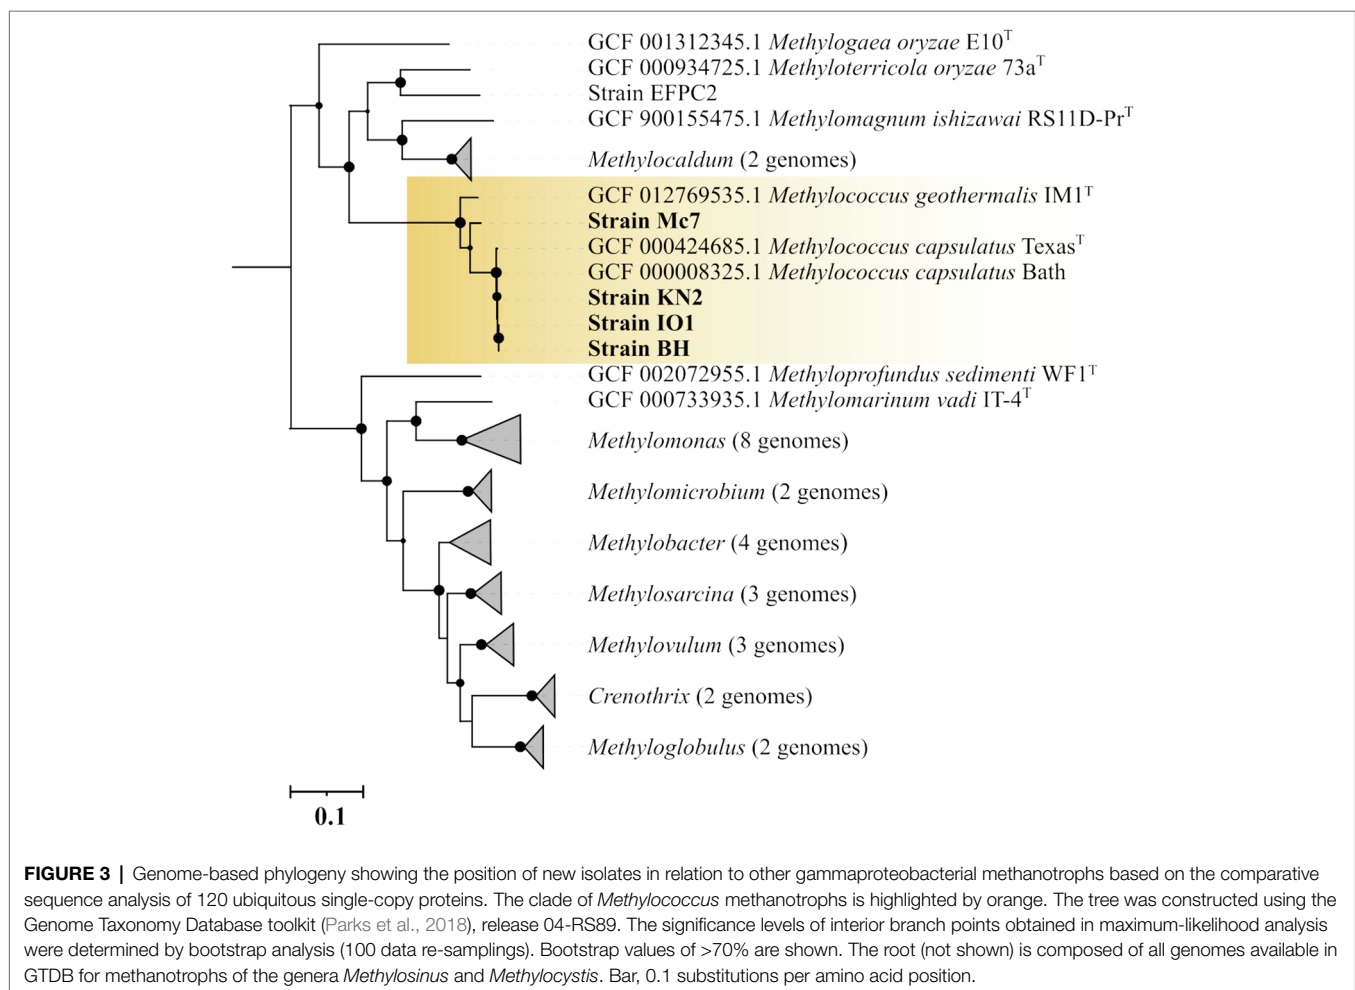 GCF 001312345.1 Methylogaea oryzae E10ᵀ
GCF 000934725.1 Methyloterricola oryzae 73aᵀ
Strain EFPC2
GCF 900155475.1 Methylomagnum ishizawai RS11D-Prᵀ
Methylocaldum (2 genomes)
GCF 012769535.1 Methylococcus geothermalis IM1ᵀ
Strain Mc7
GCF 000424685.1 Methylococcus capsulatus Texasᵀ
GCF 000008325.1 Methylococcus capsulatus Bath
Strain KN2
Strain IO1
Strain BH
GCF 002072955.1 Methyloprofundus sedimenti WF1ᵀ
GCF 000733935.1 Methylomarinum vadi IT-4ᵀ
Methylomonas (8 genomes)
Methylomicrobium (2 genomes)
Methylobacter (4 genomes)
Methylosarcina (3 genomes)
Methylovulum (3 genomes)
Crenothrix (2 genomes)
Methyloglobulus (2 genomes)
0.1
FIGURE 3 | Genome-based phylogeny showing the position of new isolates in relation to other gammaproteobacterial methanotrophs based on the comparative
sequence analysis of 120 ubiquitous single-copy proteins. The clade of Methylococcus methanotrophs is highlighted by orange. The tree was constructed using the
Genome Taxonomy Database toolkit (Parks et al., 2018), release 04-RS89. The significance levels of interior branch points obtained in maximum-likelihood analysis
were determined by bootstrap analysis (100 data re-samplings). Bootstrap values of >70% are shown. The root (not shown) is composed of all genomes available in
GTDB for methanotrophs of the genera Methylosinus and Methylocystis. Bar, 0.1 substitutions per amino acid position.